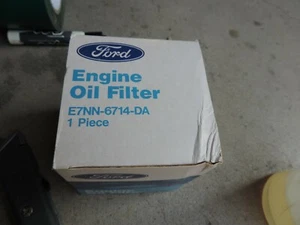 Ford
Engine
Oil Filter
E7NN-6714-DA
1 Piece